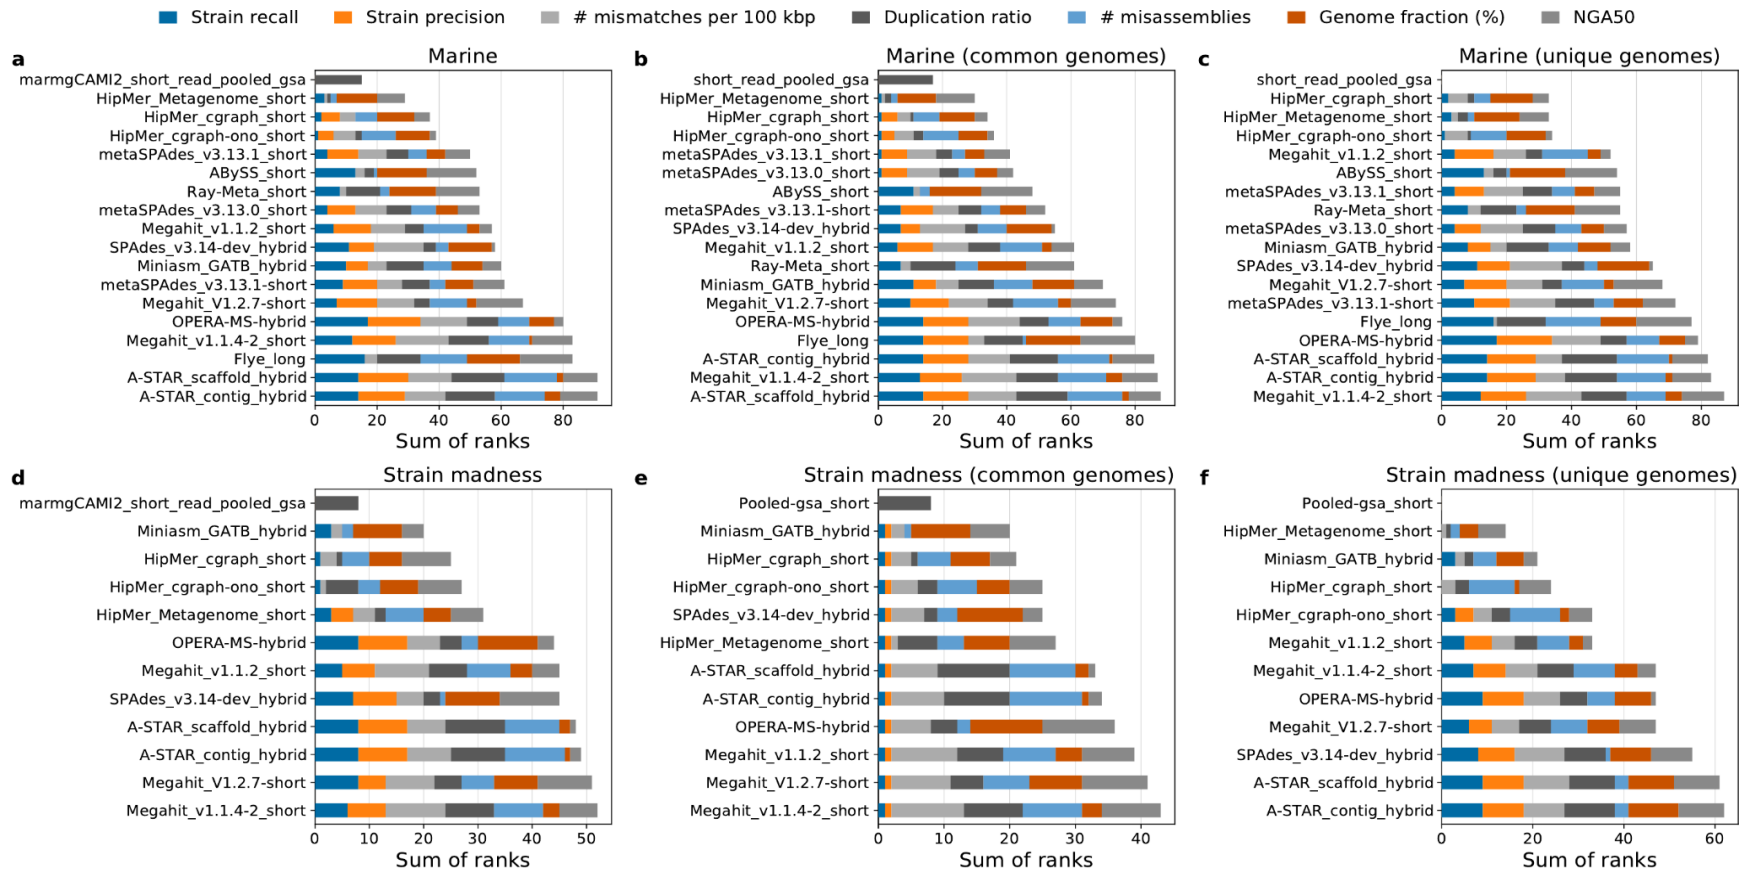 Strain recall Strain precision # mismatches per 100 kbp Duplication ratio # misassemblies Genome fraction (%) NGA50
a Marine
marmgCAMI2_short_read_pooled_gsa
HipMer_Metagenome_short
HipMer_cgraph_short
HipMer_cgraph-ono_short
metaSPAdes_v3.13.1_short
ABySS_short
Ray-Meta_short
metaSPAdes_v3.13.0_short
Megahit_v1.1.2_short
SPAdes_v3.14-dev_hybrid
Miniasm_GATB_hybrid
metaSPAdes_v3.13.1-short
Megahit_V1.2.7-short
OPERA-MS-hybrid
Megahit_v1.1.4-2_short
Flye_long
A-STAR_scaffold_hybrid
A-STAR_contig_hybrid
0 20 40 60 80
Sum of ranks
b Marine (common genomes)
short_read_pooled_gsa
HipMer_Metagenome_short
HipMer_cgraph_short
HipMer_cgraph-ono_short
metaSPAdes_v3.13.1_short
metaSPAdes_v3.13.0_short
ABySS_short
metaSPAdes_v3.13.1-short
SPAdes_v3.14-dev_hybrid
Megahit_v1.1.2_short
Ray-Meta_short
Miniasm_GATB_hybrid
Megahit_V1.2.7-short
OPERA-MS-hybrid
Flye_long
A-STAR_contig_hybrid
Megahit_v1.1.4-2_short
A-STAR_scaffold_hybrid
0 20 40 60 80
Sum of ranks
c Marine (unique genomes)
short_read_pooled_gsa
HipMer_cgraph_short
HipMer_Metagenome_short
HipMer_cgraph-ono_short
Megahit_v1.1.2_short
ABySS_short
metaSPAdes_v3.13.1_short
Ray-Meta_short
metaSPAdes_v3.13.0_short
Miniasm_GATB_hybrid
SPAdes_v3.14-dev_hybrid
Megahit_V1.2.7-short
metaSPAdes_v3.13.1-short
Flye_long
OPERA-MS-hybrid
A-STAR_scaffold_hybrid
A-STAR_contig_hybrid
Megahit_v1.1.4-2_short
0 20 40 60 80
Sum of ranks
d Strain madness
marmgCAMI2_short_read_pooled_gsa
Miniasm_GATB_hybrid
HipMer_cgraph_short
HipMer_cgraph-ono_short
HipMer_Metagenome_short
OPERA-MS-hybrid
Megahit_v1.1.2_short
SPAdes_v3.14-dev_hybrid
A-STAR_scaffold_hybrid
A-STAR_contig_hybrid
Megahit_V1.2.7-short
Megahit_v1.1.4-2_short
0 10 20 30 40 50
Sum of ranks
e Strain madness (common genomes)
Pooled-gsa_short
Miniasm_GATB_hybrid
HipMer_cgraph_short
HipMer_cgraph-ono_short
SPAdes_v3.14-dev_hybrid
HipMer_Metagenome_short
A-STAR_scaffold_hybrid
A-STAR_contig_hybrid
OPERA-MS-hybrid
Megahit_v1.1.2_short
Megahit_V1.2.7-short
Megahit_v1.1.4-2_short
0 10 20 30 40
Sum of ranks
f Strain madness (unique genomes)
Pooled-gsa_short
HipMer_Metagenome_short
Miniasm_GATB_hybrid
HipMer_cgraph_short
HipMer_cgraph-ono_short
Megahit_v1.1.2_short
Megahit_v1.1.4-2_short
OPERA-MS-hybrid
Megahit_V1.2.7-short
SPAdes_v3.14-dev_hybrid
A-STAR_scaffold_hybrid
A-STAR_contig_hybrid
0 20 40 60
Sum of ranks